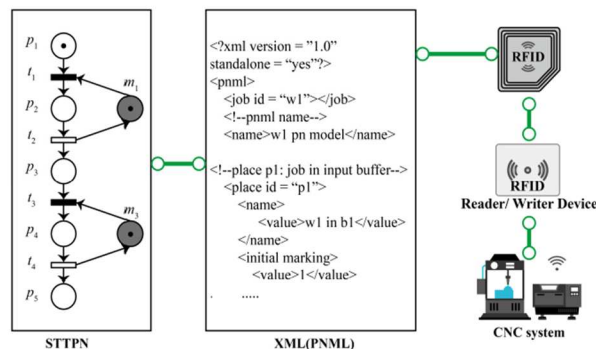 p1
t1
m1
p2
t2
p3
t3
m3
p4
t4
p5
STTPN
<?xml version = ”1.0”
standalone = “yes”?>
<pnml>
<job id = “w1”></job>
<!--pnml name-->
<name>w1 pn model</name>
<!--place p1: job in input buffer-->
<place id = “p1”>
<name>
<value>w1 in b1</value>
</name>
<initial marking>
<value>1</value>
. .....
XML(PNML)
RFID
RFID
Reader/ Writer Device
CNC system